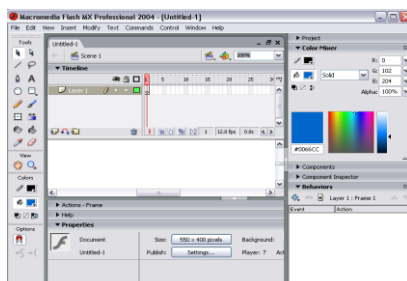 Macromedia Flash MX Professional 2004 - [Untitled-1]
File Edit View Insert Modify Text Commands Control Window Help
Tools
View
Colors
Options
Untitled-1
Scene 1
100%
Timeline
5 10 15 20 25
Layer 1
1 12.0 fps 0.0s
Actions - Frame
Help
Properties
Document
Untitled-1
Size: 550 x 400 pixels
Background:
Publish: Settings...
Player: 7
Project
Color Mixer
Solid
R: 0
G: 102
B: 204
Alpha: 100%
#0066CC
Components
Component Inspector
Behaviors
Layer 1 : Frame 1
Event Action